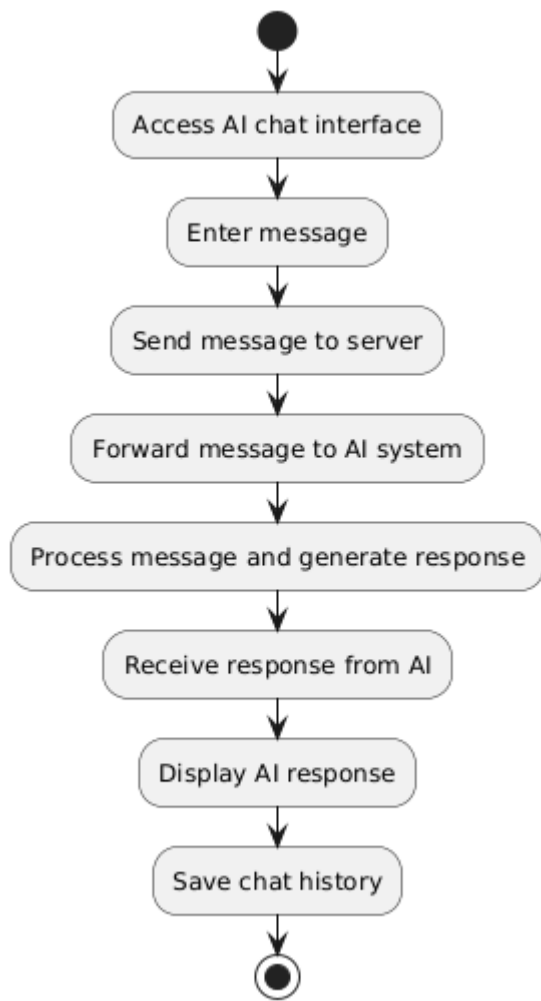 Access AI chat interface
Enter message
Send message to server
Forward message to AI system
Process message and generate response
Receive response from AI
Display AI response
Save chat history